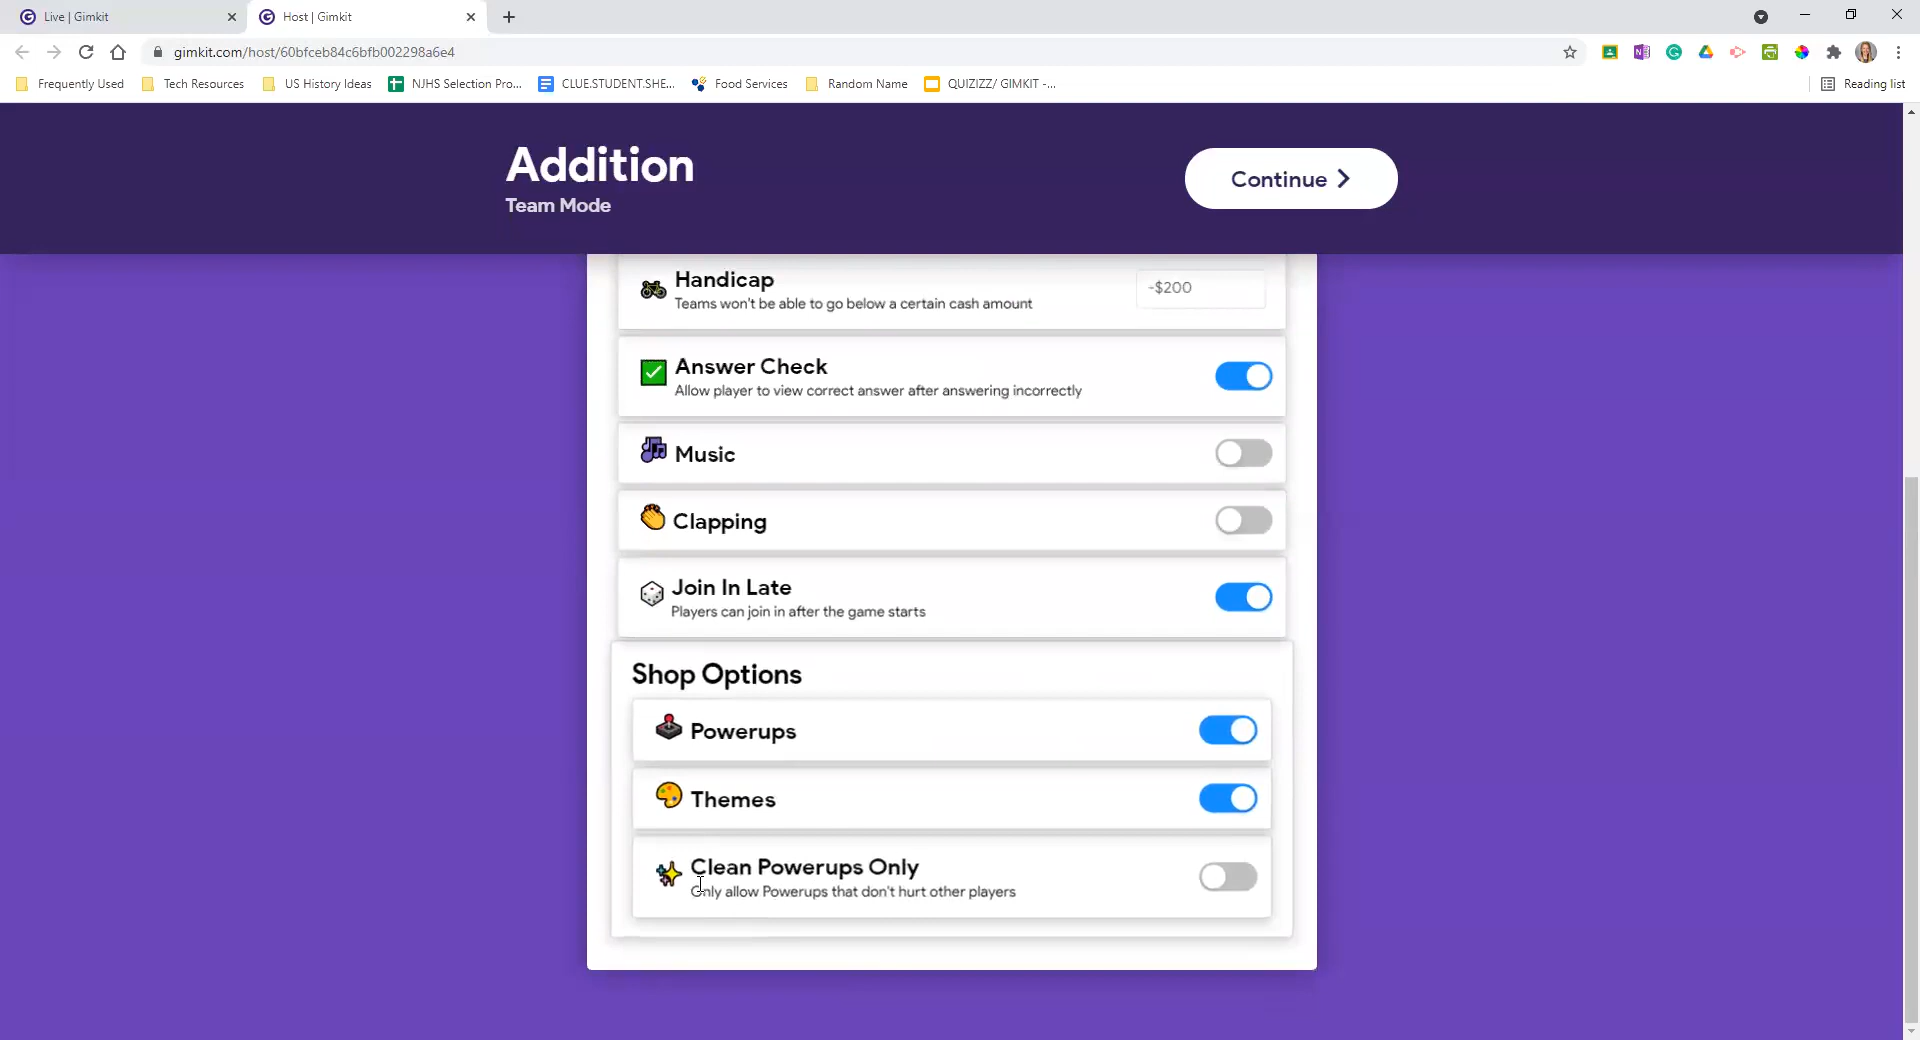 Live | Gimkit
Host | Gimkit
gimkit.com/host/60bfceb84c6bfb002298a6e4
Frequently Used
Tech Resources
US History Ideas
NJHS Selection Pro...
CLUE.STUDENT.SHE...
Food Services
Random Name
QUIZIZZ/ GIMKIT -...
Reading list
Addition
Team Mode
Continue
Handicap
Teams won't be able to go below a certain cash amount
-$200
Answer Check
Allow player to view correct answer after answering incorrectly
Music
Clapping
Join In Late
Players can join in after the game starts
Shop Options
Powerups
Themes
Clean Powerups Only
Only allow Powerups that don't hurt other players